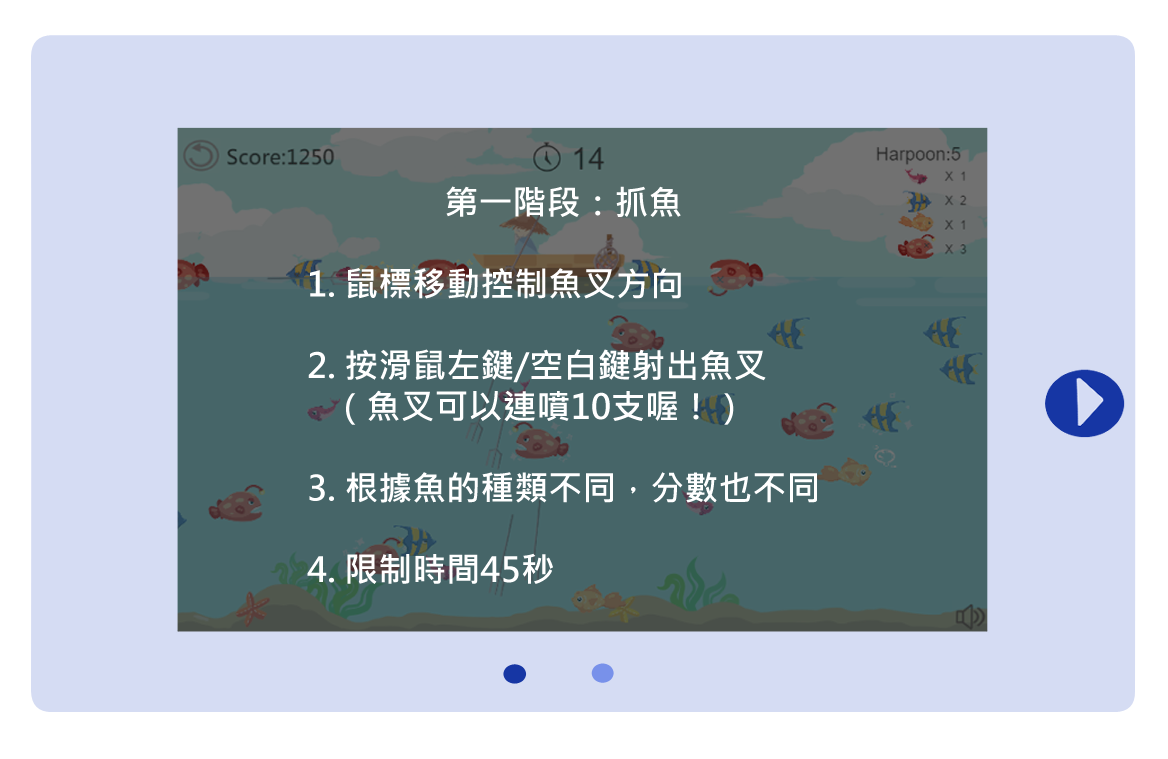 Score:1250
14
Harpoon:5
X 1
X 2
X 1
X 3
第一階段：抓魚
1. 鼠標移動控制魚叉方向
2. 按滑鼠左鍵/空白鍵射出魚叉
( 魚叉可以連噴10支喔！ )
3. 根據魚的種類不同，分數也不同
4. 限制時間45秒